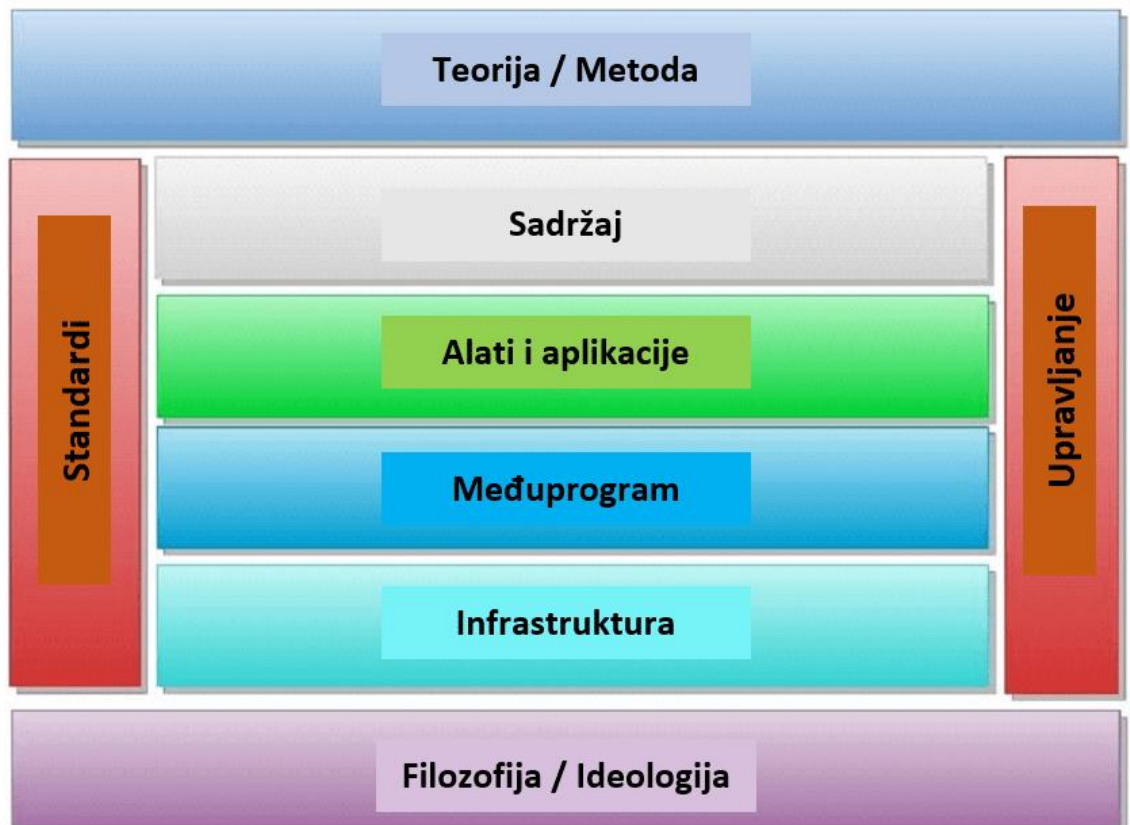 Teorija / Metoda
Standardi
Sadržaj
Alati i aplikacije
Međuprogram
Infrastruktura
Upravljanje
Filozofija / Ideologija